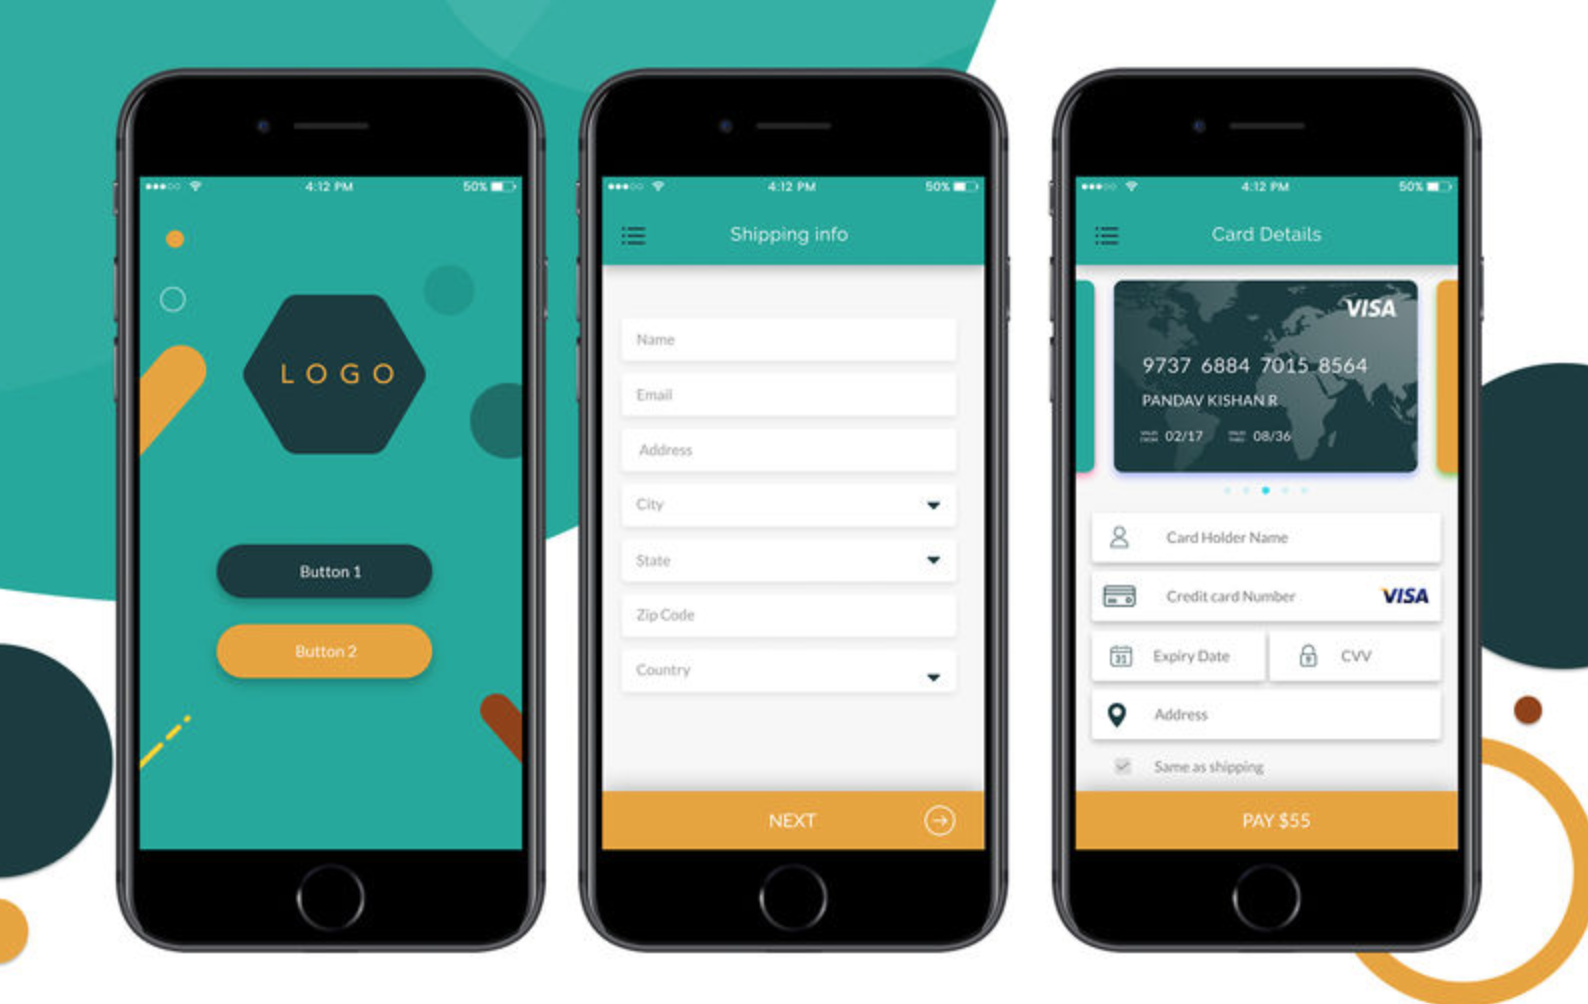 4:12 PM
50%
LOGO
Button 1
Button 2
4:12 PM
50%
Shipping info
Name
Email
Address
City
State
Zip Code
Country
NEXT
4:12 PM
50%
Card Details
VISA
9737 6884 7015 8564
PANDAV KISHAN R
02/17 08/36
Card Holder Name
Credit card Number VISA
31 Expiry Date CVV
Address
Same as shipping
PAY $55